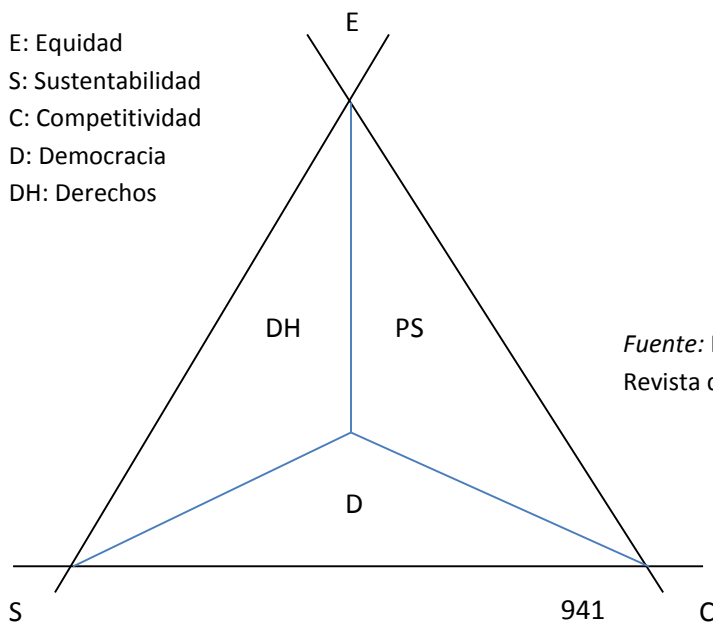 E
E: Equidad
S: Sustentabilidad
C: Competitividad
D: Democracia
DH: Derechos
DH
PS
Fuente:
Revista
D
S
941
C